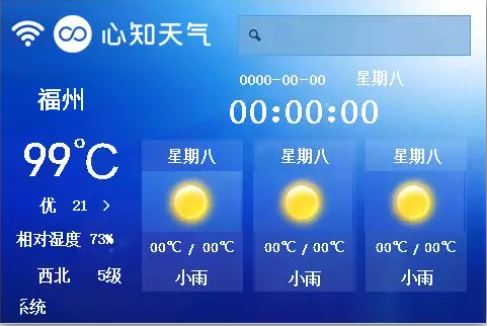 心知天气
0000-00-00 星期八
00:00:00
福州
99℃
优 21 >
相对湿度 73%
西北 5级
系统
星期八 星期八 星期八
00℃ / 00℃ 00℃ / 00℃ 00℃ / 00℃
小雨 小雨 小雨